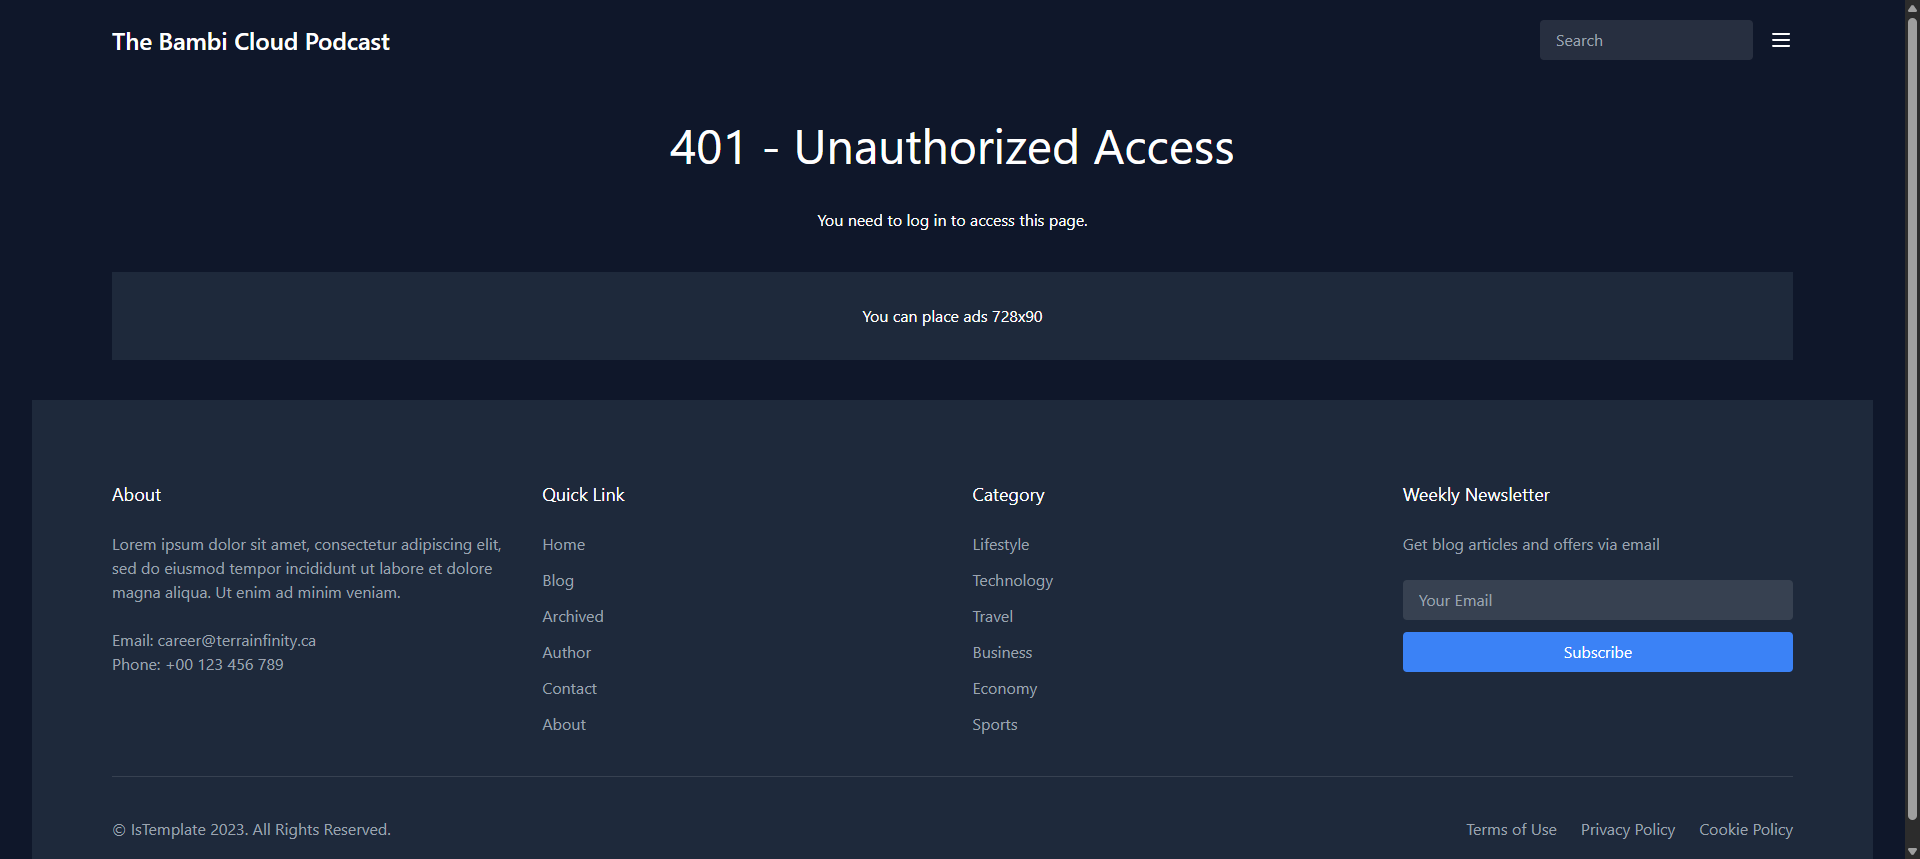 The Bambi Cloud Podcast
Search
401 - Unauthorized Access
You need to log in to access this page.
You can place ads 728x90
About
Lorem ipsum dolor sit amet, consectetur adipiscing elit,
sed do eiusmod tempor incididunt ut labore et dolore
magna aliqua. Ut enim ad minim veniam.
Email: career@terrainfinity.ca
Phone: +00 123 456 789
Quick Link
Home
Blog
Archived
Author
Contact
About
Category
Lifestyle
Technology
Travel
Business
Economy
Sports
Weekly Newsletter
Get blog articles and offers via email
Your Email
Subscribe
© IsTemplate 2023. All Rights Reserved.
Terms of Use Privacy Policy Cookie Policy